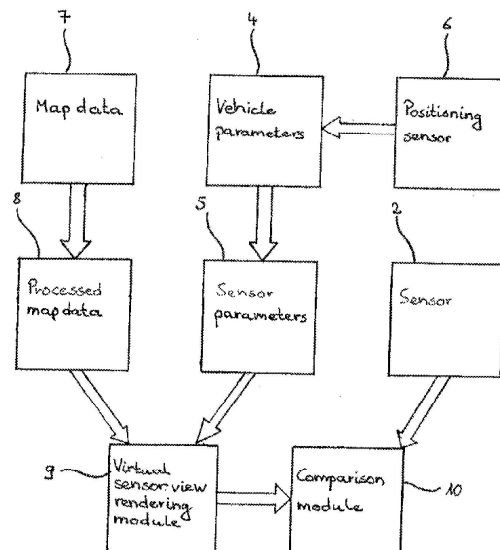 7
4
6
Map data
Vehicle
parameters
Positioning
sensor
8
5
2
Processed
map data
Sensor
parameters
Sensor
9
Virtual
sensor view
rendering
module
Comparison
module
10